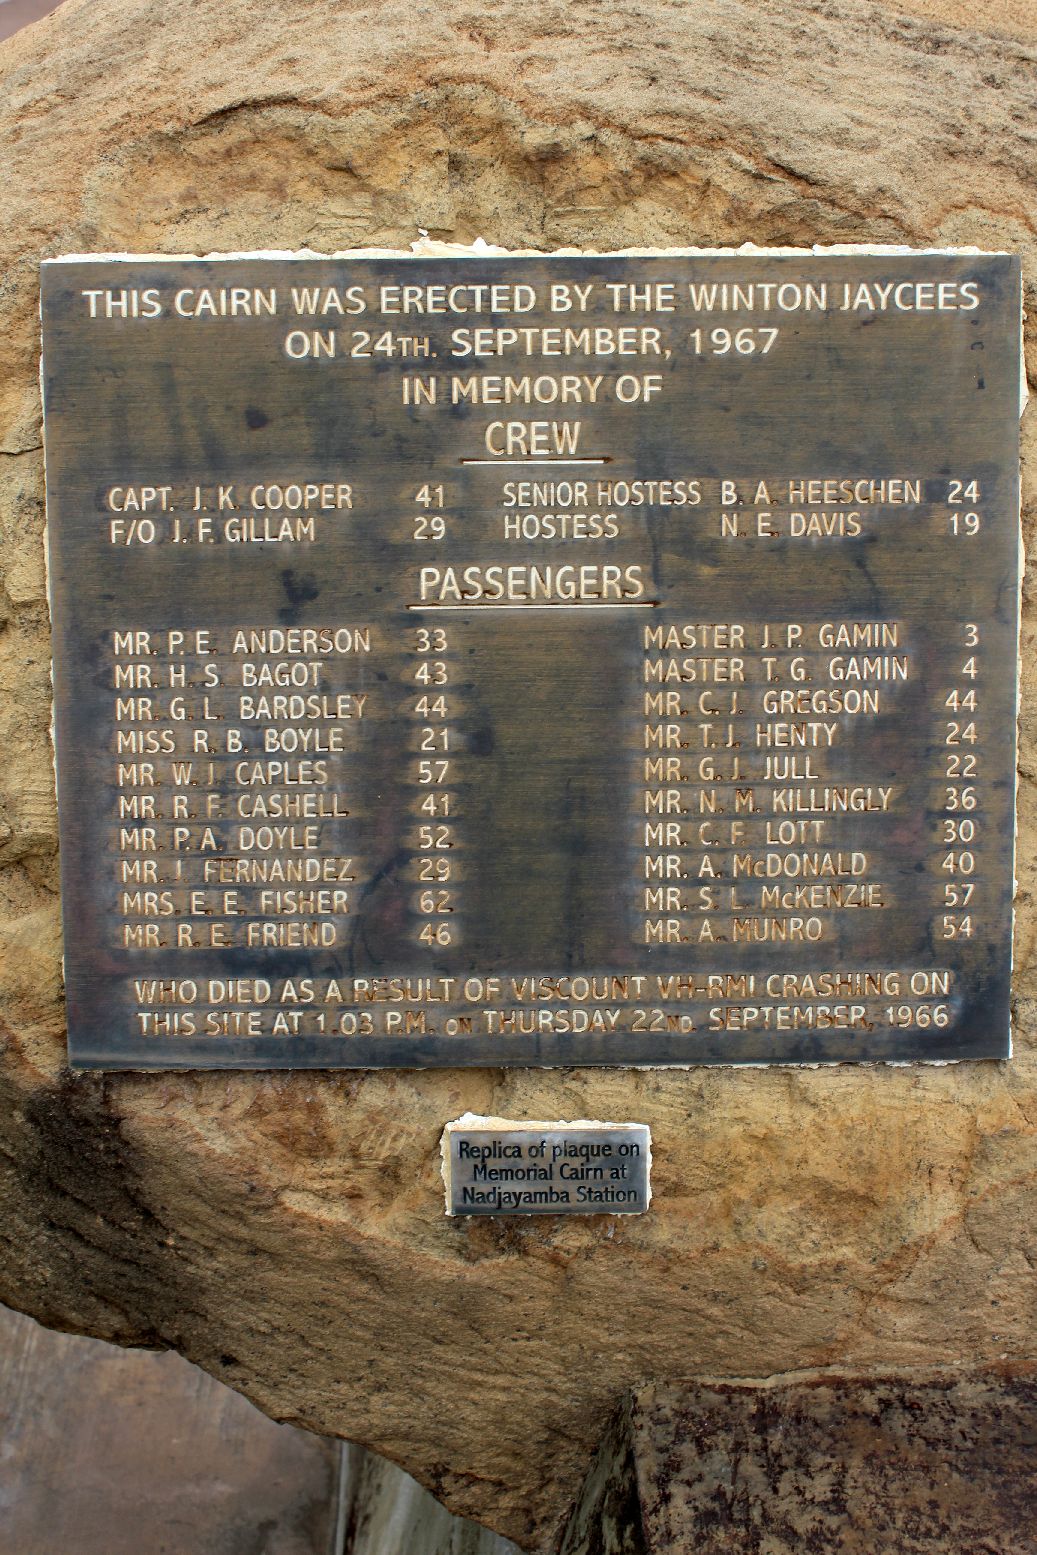 THIS CAIRN WAS ERECTED BY THE WINTON JAYCEES
ON 24TH. SEPTEMBER, 1967
IN MEMORY OF
CREW
CAPT. J. K. COOPER 41 SENIOR HOSTESS B. A. HEESCHEN 24
F/O J. F. GILLAM 29 HOSTESS N. E. DAVIS 19
PASSENGERS
MR. P. E. ANDERSON 33 MASTER J. P. GAMIN 3
MR. H. S. BAGOT 43 MASTER T. G. GAMIN 4
MR. G. L. BARDSLEY 44 MR. C. J. GREGSON 44
MISS R. B. BOYLE 21 MR. T. J. HENTY 24
MR. W. J. CAPLES 57 MR. G. J. JULL 22
MR. R. F. CASHELL 41 MR. N. M. KILLINGLY 36
MR. P. A. DOYLE 52 MR. C. F. LOTT 30
MR. J. FERNANDEZ 29 MR. A. McDONALD 40
MRS. E. E. FISHER 62 MR. S. L. McKENZIE 57
MR. R. E. FRIEND 46 MR. A. MUNRO 54
WHO DIED AS A RESULT OF VISCOUNT VH-RMI CRASHING ON
THIS SITE AT 1.03 P.M. ON THURSDAY 22ND. SEPTEMBER, 1966
Replica of plaque on
Memorial Cairn at
Nadjayamba Station